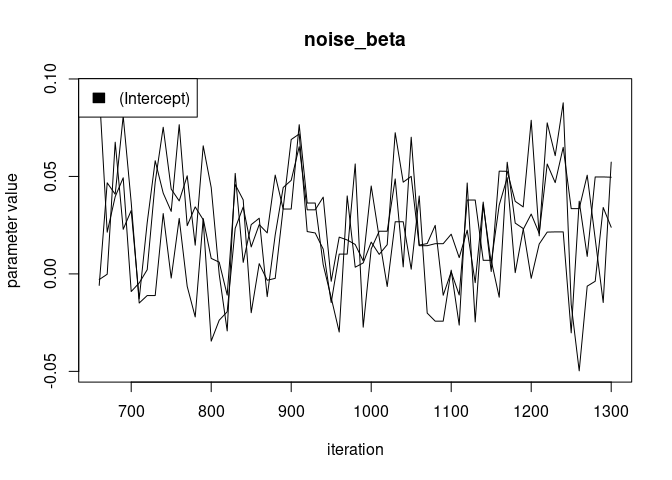 noise_beta
(Intercept)
0.10
0.05
0.00
-0.05
parameter value
700 800 900 1000 1100 1200 1300
iteration